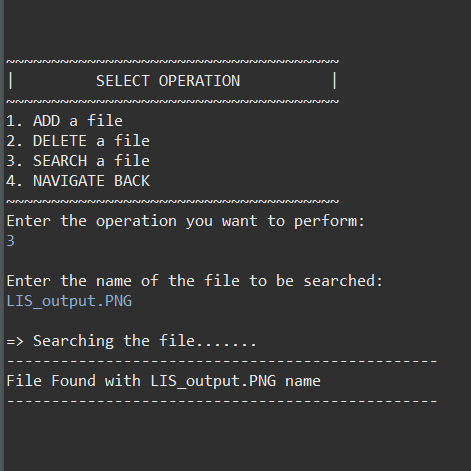 ~~~~~~~~~~~~~~~~~~~~~~~~~~~~~~~~~~~~~
|         SELECT OPERATION          |
~~~~~~~~~~~~~~~~~~~~~~~~~~~~~~~~~~~~~
1. ADD a file
2. DELETE a file
3. SEARCH a file
4. NAVIGATE BACK
~~~~~~~~~~~~~~~~~~~~~~~~~~~~~~~~~~~~~
Enter the operation you want to perform:
3
Enter the name of the file to be searched:
LIS_output.PNG
=> Searching the file.......
------------------------------------------------
File Found with LIS_output.PNG name
------------------------------------------------